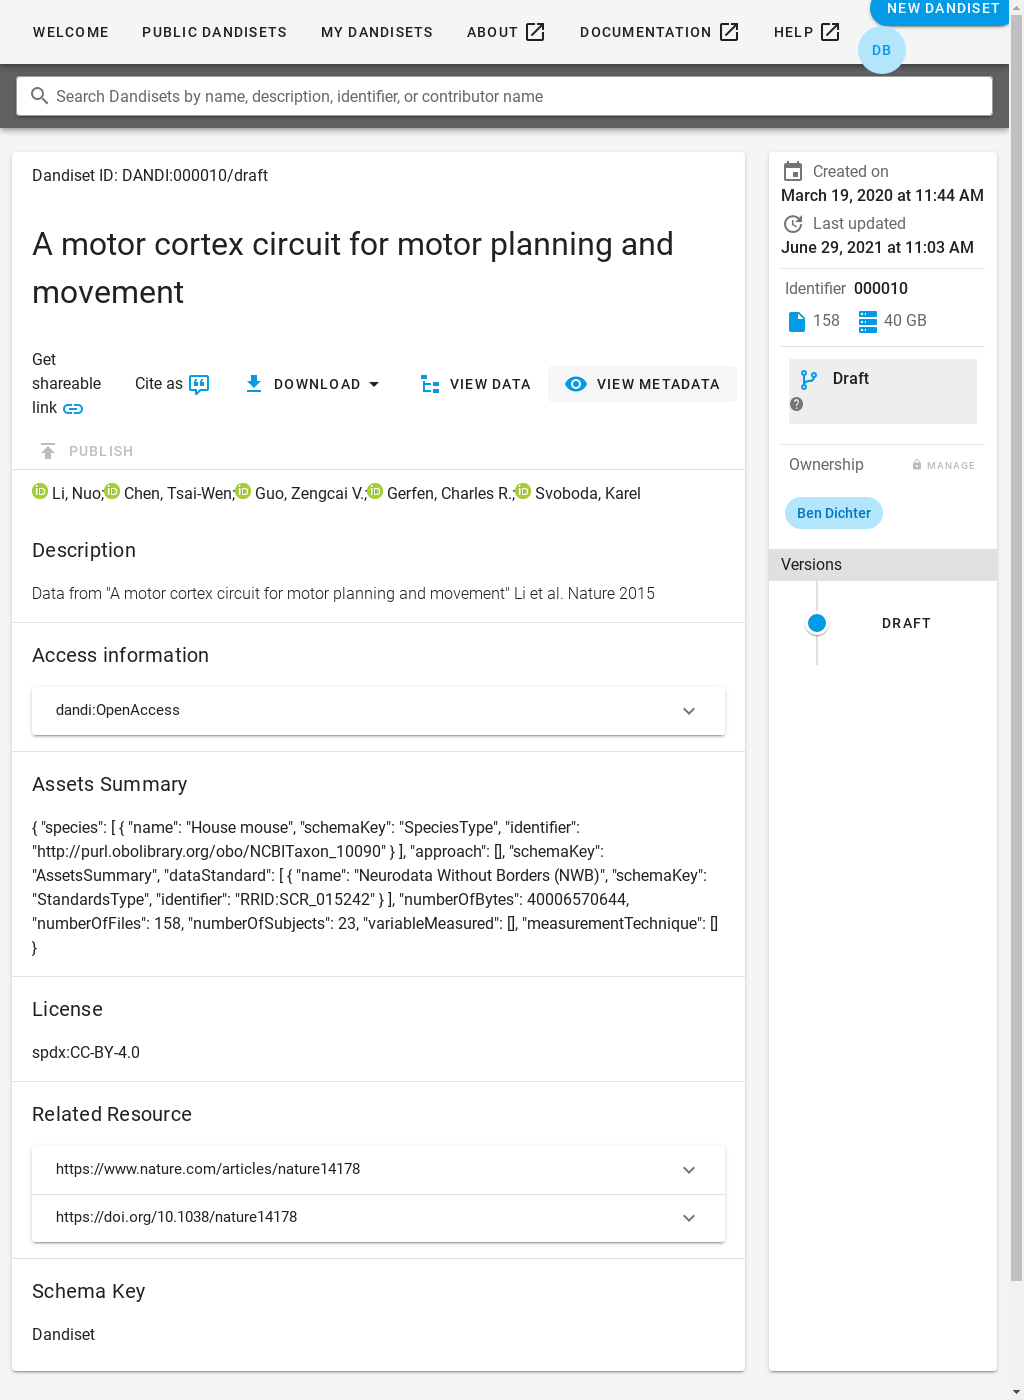 NEW DANDISET
WELCOME PUBLIC DANDISETS MY DANDISETS ABOUT DOCUMENTATION HELP
DB
Search Dandisets by name, description, identifier, or contributor name
Dandiset ID: DANDI:000010/draft
A motor cortex circuit for motor planning and
movement
Get
shareable
link
Cite as
DOWNLOAD
VIEW DATA
VIEW METADATA
PUBLISH
iD Li, Nuo; iD Chen, Tsai-Wen; iD Guo, Zengcai V.; iD Gerfen, Charles R.; iD Svoboda, Karel
Description
Data from "A motor cortex circuit for motor planning and movement" Li et al. Nature 2015
Access information
dandi:OpenAccess
Assets Summary
{ "species": [ { "name": "House mouse", "schemaKey": "SpeciesType", "identifier":
"http://purl.obolibrary.org/obo/NCBITaxon_10090" } ], "approach": [], "schemaKey":
"AssetsSummary", "dataStandard": [ { "name": "Neurodata Without Borders (NWB)", "schemaKey":
"StandardsType", "identifier": "RRID:SCR_015242" } ], "numberOfBytes": 40006570644,
"numberOfFiles": 158, "numberOfSubjects": 23, "variableMeasured": [], "measurementTechnique": []
}
License
spdx:CC-BY-4.0
Related Resource
https://www.nature.com/articles/nature14178
https://doi.org/10.1038/nature14178
Schema Key
Dandiset
Created on
March 19, 2020 at 11:44 AM
Last updated
June 29, 2021 at 11:03 AM
Identifier 000010
158 40 GB
Draft
?
Ownership MANAGE
Ben Dichter
Versions
DRAFT